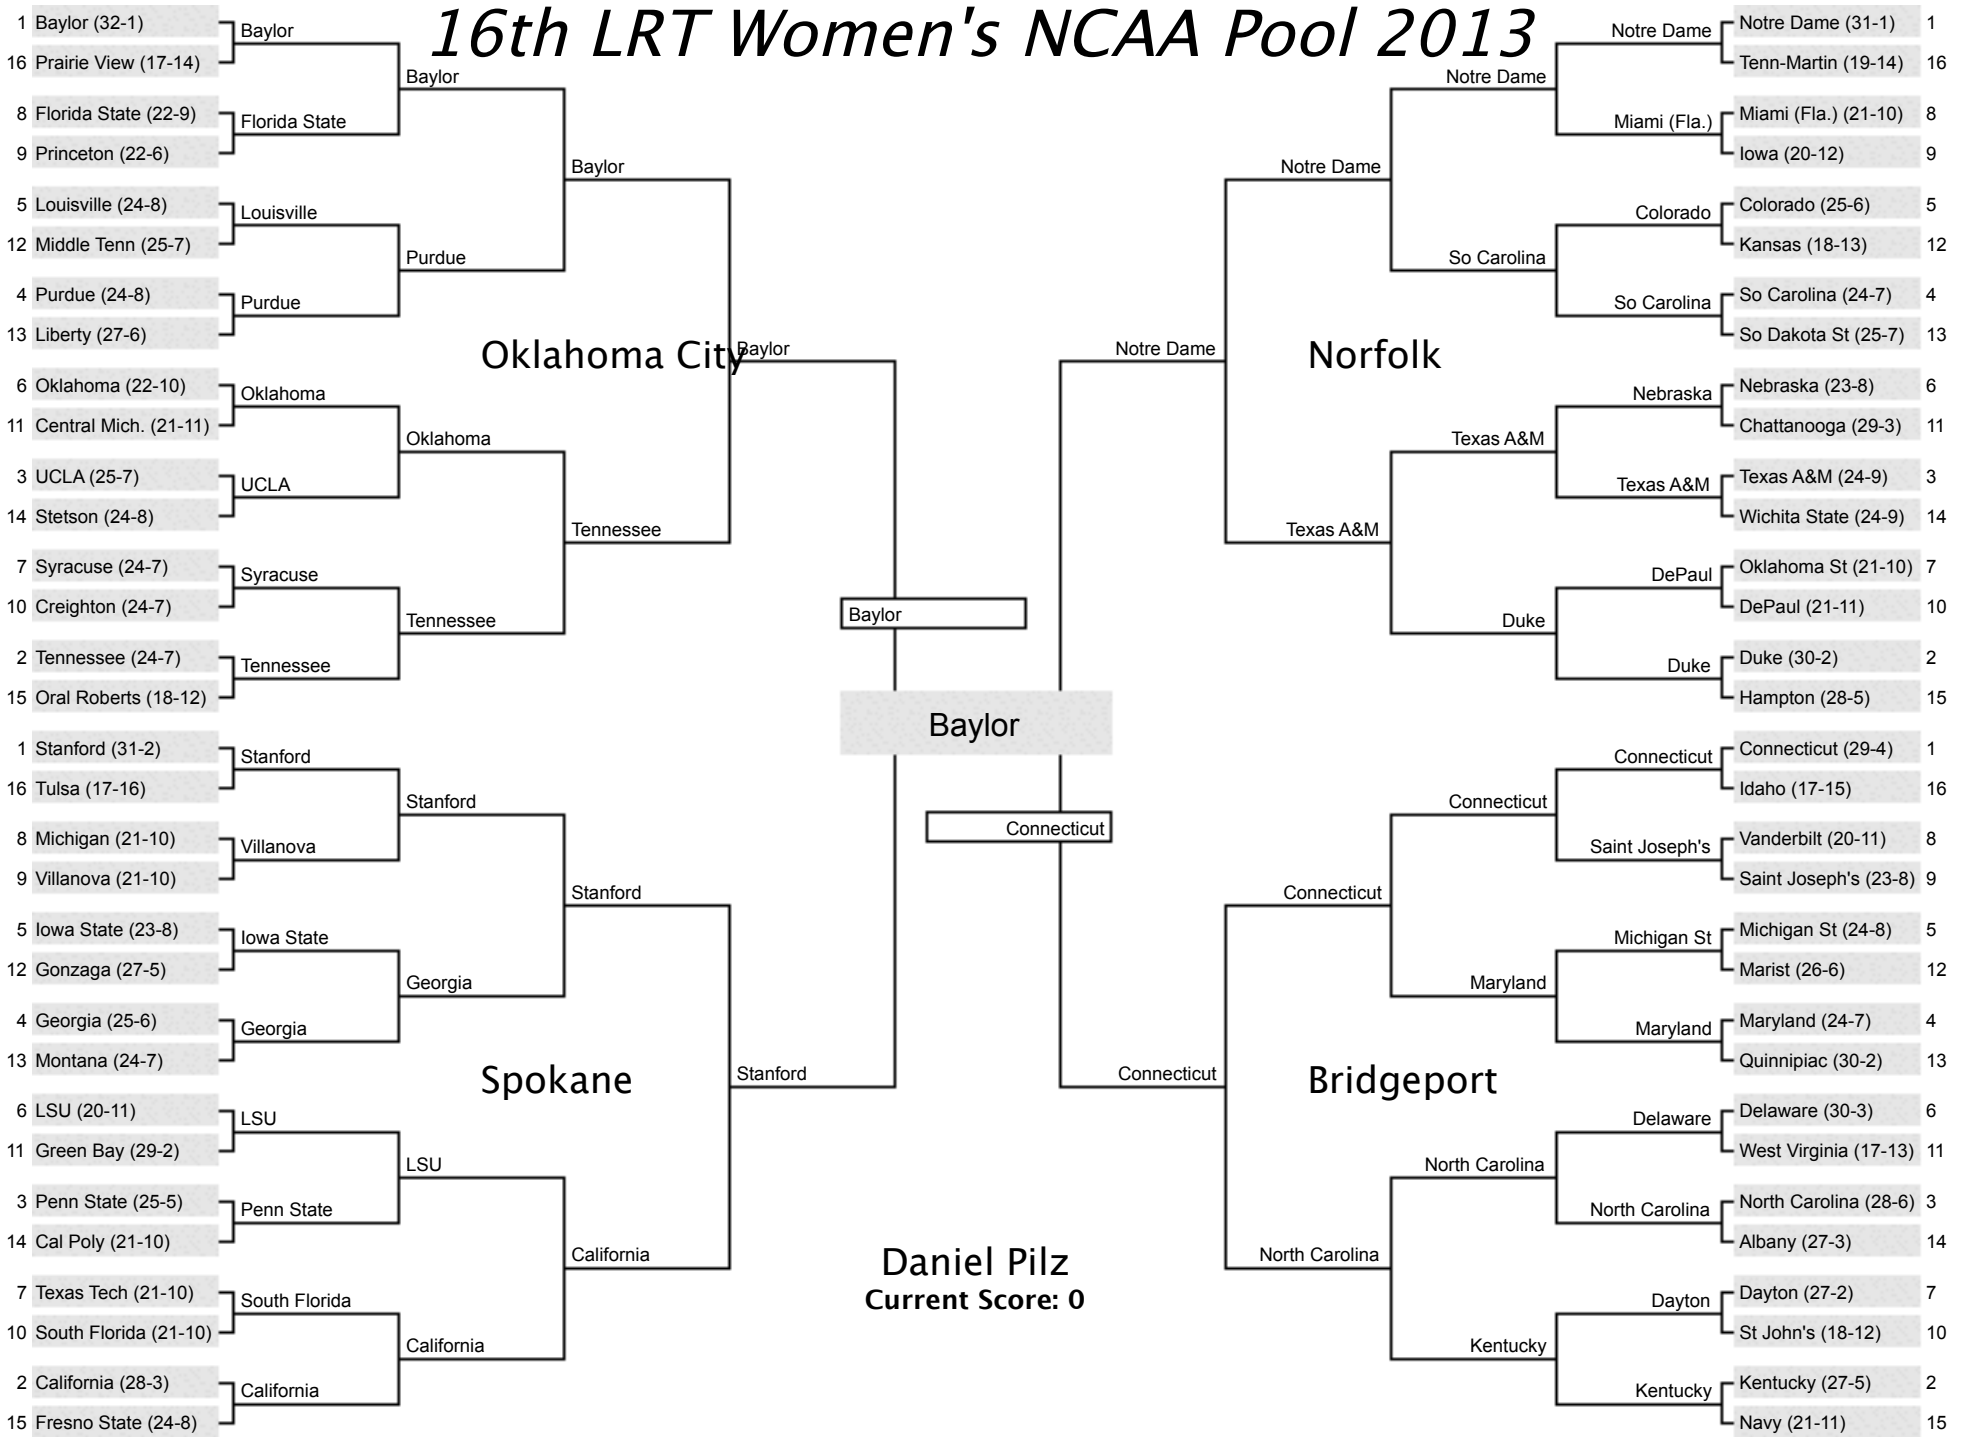 16th LRT Women's NCAA Pool 2013
1 Baylor (32-1)
16 Prairie View (17-14)
8 Florida State (22-9)
9 Princeton (22-6)
5 Louisville (24-8)
12 Middle Tenn (25-7)
4 Purdue (24-8)
13 Liberty (27-6)
6 Oklahoma (22-10)
11 Central Mich. (21-11)
3 UCLA (25-7)
14 Stetson (24-8)
7 Syracuse (24-7)
10 Creighton (24-7)
2 Tennessee (24-7)
15 Oral Roberts (18-12)
Baylor
Florida State
Louisville
Purdue
Oklahoma
UCLA
Syracuse
Tennessee
Baylor
Purdue
Oklahoma
Tennessee
Baylor
Tennessee
Oklahoma City
Baylor
1 Stanford (31-2)
16 Tulsa (17-16)
8 Michigan (21-10)
9 Villanova (21-10)
5 Iowa State (23-8)
12 Gonzaga (27-5)
4 Georgia (25-6)
13 Montana (24-7)
6 LSU (20-11)
11 Green Bay (29-2)
3 Penn State (25-5)
14 Cal Poly (21-10)
7 Texas Tech (21-10)
10 South Florida (21-10)
2 California (28-3)
15 Fresno State (24-8)
Stanford
Villanova
Iowa State
Georgia
LSU
Penn State
South Florida
California
Stanford
Georgia
LSU
California
Stanford
California
Spokane
Stanford
Baylor
Baylor
Connecticut
Daniel Pilz
Current Score: 0
Notre Dame
Norfolk
Notre Dame
Texas A&M
Notre Dame
So Carolina
Texas A&M
Duke
Notre Dame
Miami (Fla.)
Colorado
So Carolina
Nebraska
Texas A&M
DePaul
Duke
Notre Dame (31-1) 1
Tenn-Martin (19-14) 16
Miami (Fla.) (21-10) 8
Iowa (20-12) 9
Colorado (25-6) 5
Kansas (18-13) 12
So Carolina (24-7) 4
So Dakota St (25-7) 13
Nebraska (23-8) 6
Chattanooga (29-3) 11
Texas A&M (24-9) 3
Wichita State (24-9) 14
Oklahoma St (21-10) 7
DePaul (21-11) 10
Duke (30-2) 2
Hampton (28-5) 15
Connecticut
Bridgeport
Connecticut
North Carolina
Connecticut
Maryland
North Carolina
Kentucky
Connecticut
Saint Joseph's
Michigan St
Maryland
Delaware
North Carolina
Dayton
Kentucky
Connecticut (29-4) 1
Idaho (17-15) 16
Vanderbilt (20-11) 8
Saint Joseph's (23-8) 9
Michigan St (24-8) 5
Marist (26-6) 12
Maryland (24-7) 4
Quinnipiac (30-2) 13
Delaware (30-3) 6
West Virginia (17-13) 11
North Carolina (28-6) 3
Albany (27-3) 14
Dayton (27-2) 7
St John's (18-12) 10
Kentucky (27-5) 2
Navy (21-11) 15